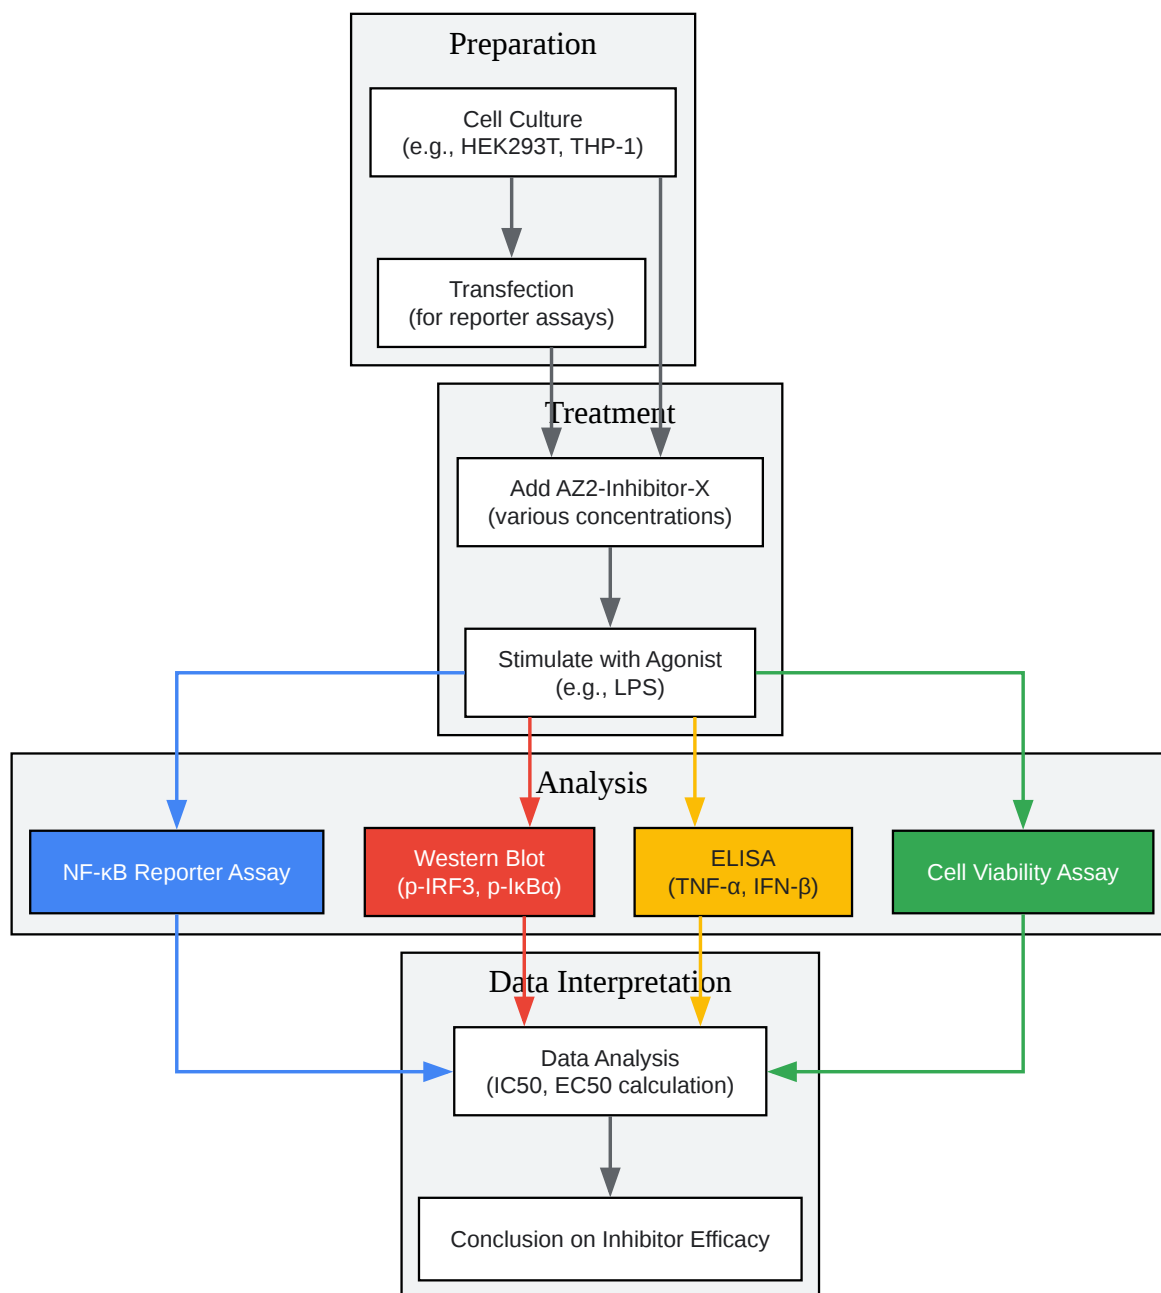 Preparation
Cell Culture
(e.g., HEK293T, THP-1)
Transfection
(for reporter assays)
Treatment
Add AZ2-Inhibitor-X
(various concentrations)
Stimulate with Agonist
(e.g., LPS)
Analysis
NF-κB Reporter Assay
Western Blot
(p-IRF3, p-IκBα)
ELISA
(TNF-α, IFN-β)
Cell Viability Assay
Data Interpretation
Data Analysis
(IC50, EC50 calculation)
Conclusion on Inhibitor Efficacy